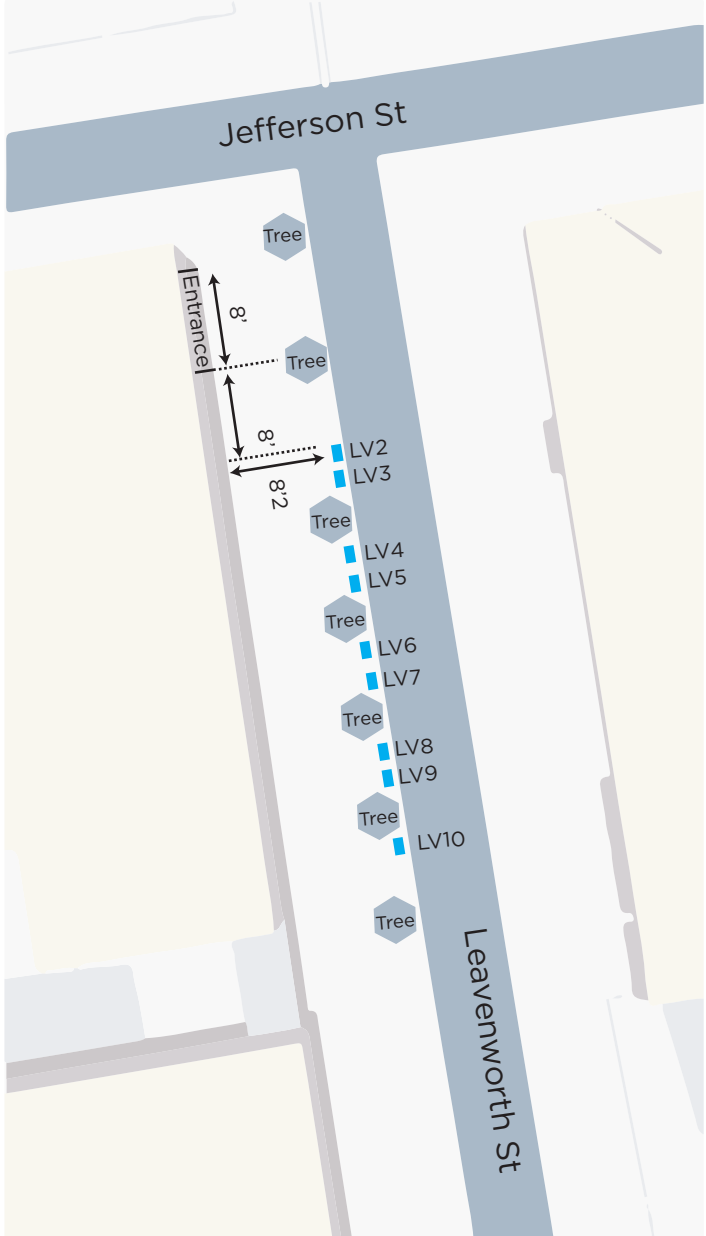 Jefferson St
Tree
Entrance
8'
Tree
8'
LV2
8'2
LV3
Tree
LV4
LV5
Tree
LV6
LV7
Tree
LV8
LV9
Tree
LV10
Tree
Leavenworth St